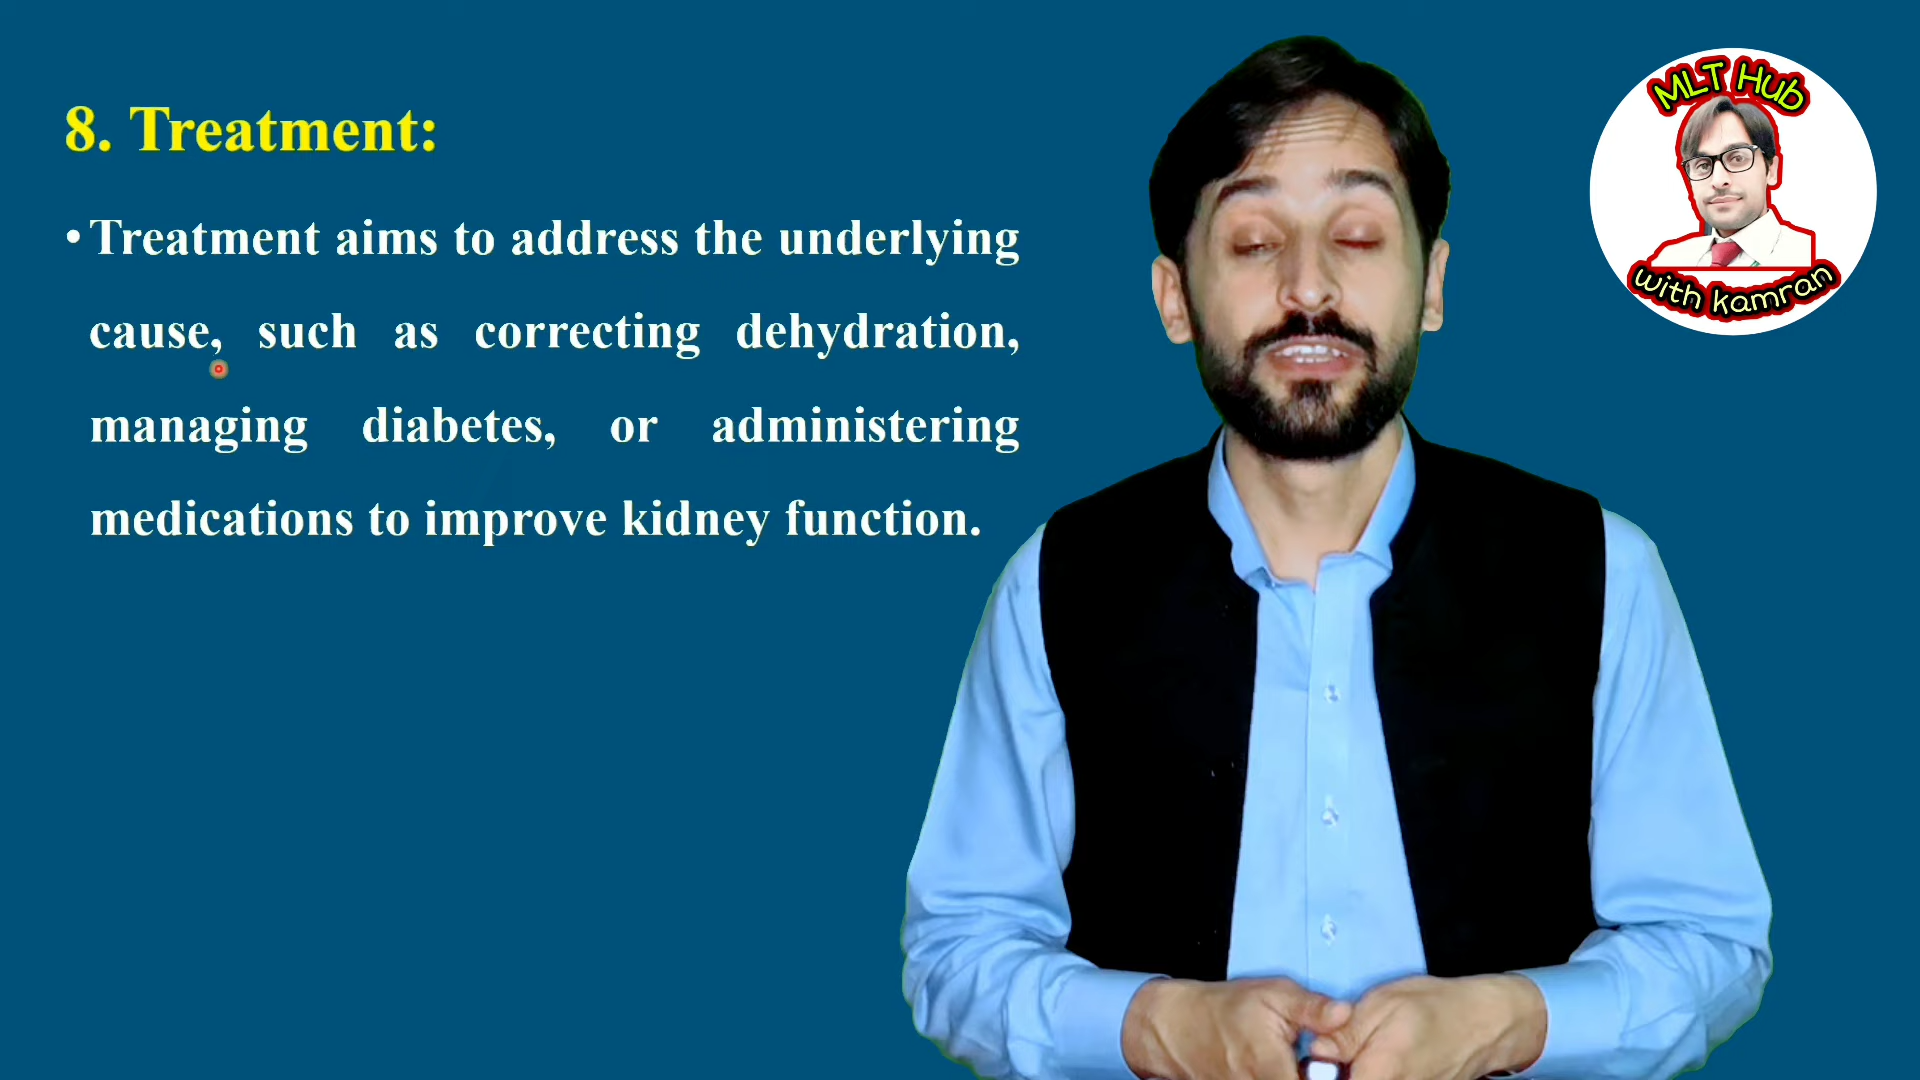 8. Treatment:
• Treatment aims to address the underlying
cause, such as correcting dehydration,
managing diabetes, or administering
medications to improve kidney function.
MLT Hub
with kamran